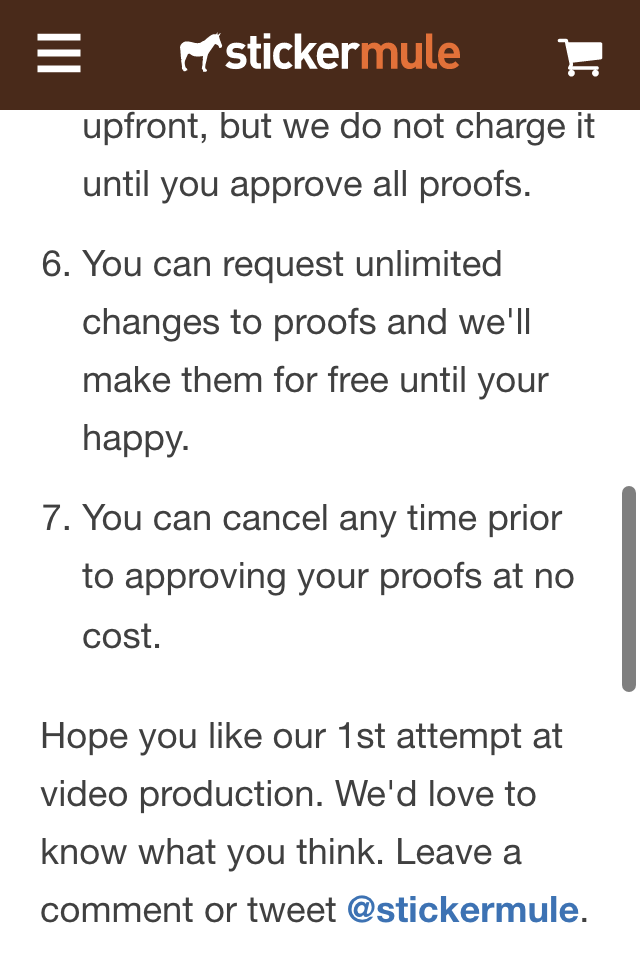 stickermule
upfront, but we do not charge it
until you approve all proofs.
6. You can request unlimited
changes to proofs and we'll
make them for free until your
happy.
7. You can cancel any time prior
to approving your proofs at no
cost.
Hope you like our 1st attempt at
video production. We'd love to
know what you think. Leave a
comment or tweet @stickermule.